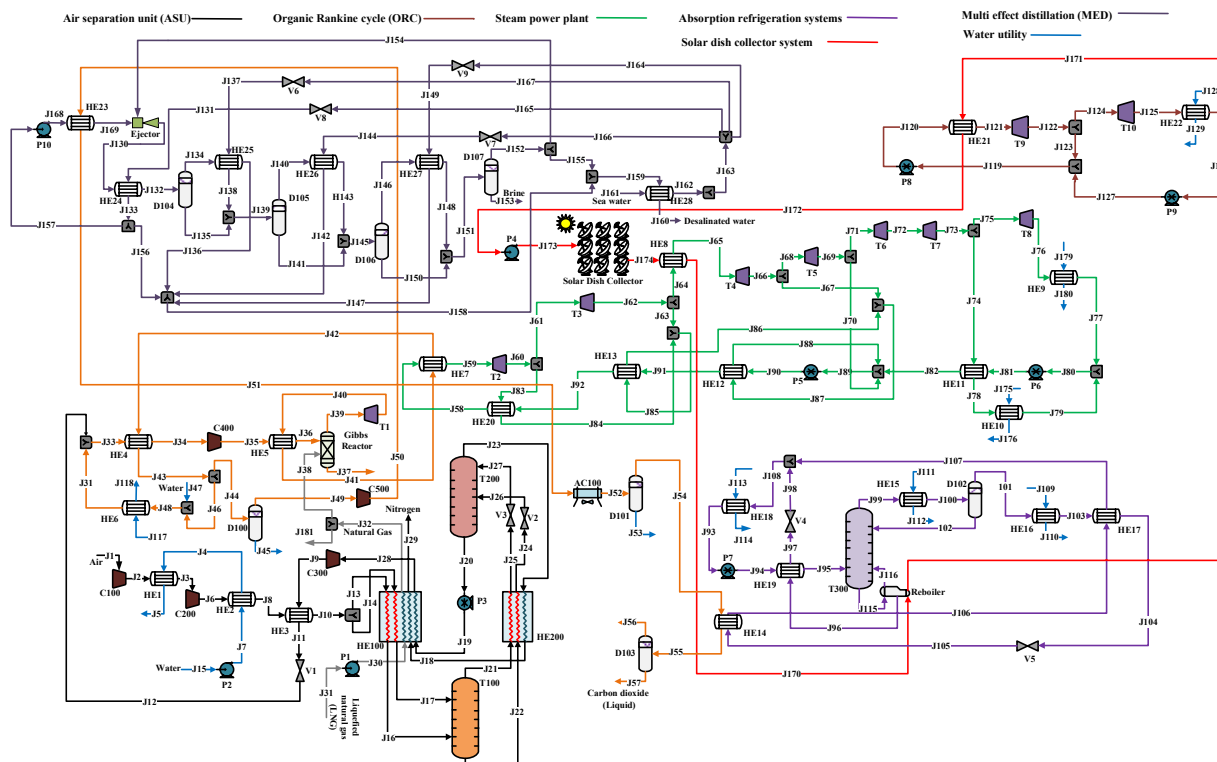 Air separation unit (ASU)
Organic Rankine cycle (ORC)
Steam power plant
Absorption refrigeration systems
Multi effect distillation (MED)
Solar dish collector system
Water utility
J154
J164
J171
V9
J137
J167
V6
J128
J168
HE23
J131
J149
J165
V8
J124
J125
HE22
J169
Ejector
J144
J166
J120
J121
J122
T10
J129
P10
J130
HE25
V7
HE21
T9
J123
J134
J140
D107
J152
J155
J163
J119
J132
J138
HE26
H143
J146
HE27
J159
P8
HE24
D104
J139
D105
J148
J161
J162
J127
J133
J135
J142
J145
J151
Brine
J153
Sea water
HE28
P9
J157
J136
J141
D106
J150
J160
Desalinated water
J172
J156
P4
J173
HE8
J65
J71
J72
J73
J75
T8
J174
J68
J69
T6
T7
J76
J179
J147
Solar Dish Collector
J66
T5
T4
J67
HE9
J180
J158
J64
J61
J62
J63
J70
J74
J77
T3
J86
J42
J88
J60
HE13
J59
J92
J91
J90
J89
J82
J81
J80
J51
HE7
T2
HE12
P5
HE11
P6
J83
J87
J78
J175
J58
J85
J79
HE20
J84
HE10
J176
J40
J39
T1
J33
J34
C400
J35
J36
J107
HE4
HE5
Gibbs
Reactor
J50
J108
J111
D102
J43
J38
J37
J23
J113
HE15
J99
J100
101
J109
J118
Water
J47
J41
T200
J27
AC100
J54
V4
J31
J44
J49
C500
J52
HE18
J112
HE16
J103
HE17
J48
J46
Nitrogen
J26
V3
V2
D101
J98
102
HE6
D100
J114
J110
J117
J32
J53
J93
J97
J4
J45
J181
Natural Gas
J29
J24
P7
J94
J95
J1
Air
J9
J28
J20
J25
HE19
J116
J2
J3
C300
J13
T300
Reboiler
C100
HE1
J6
J8
J14
P3
J115
J106
C200
HE2
J10
J96
J104
J5
HE3
HE100
J19
HE200
J56
HE14
J7
J11
P1
J30
J18
J105
Water
J15
V1
J21
D103
J55
V5
P2
T100
J170
J12
J31
Liquefied
natural gas
(LNG)
J17
J22
J57
Carbon dioxide
(Liquid)
J16